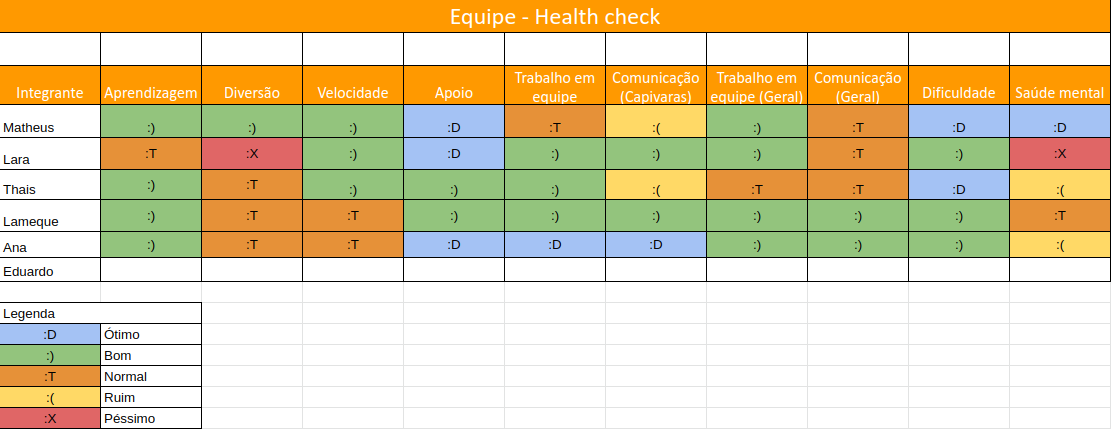 Equipe - Health check
Integrante Aprendizagem Diversão Velocidade Apoio Trabalho em equipe Comunicação (Capivaras) Trabalho em equipe (Geral) Comunicação (Geral) Dificuldade Saúde mental
Matheus :) :) :) :D :T :( :) :T :D :D
Lara :T :X :) :D :) :) :) :T :) :X
Thais :) :T :) :) :) :( :T :T :D :(
Lameque :) :T :T :) :) :) :) :) :) :T
Ana :) :T :T :D :D :D :) :) :) :(
Eduardo
Legenda
:D Ótimo
:) Bom
:T Normal
:( Ruim
:X Péssimo